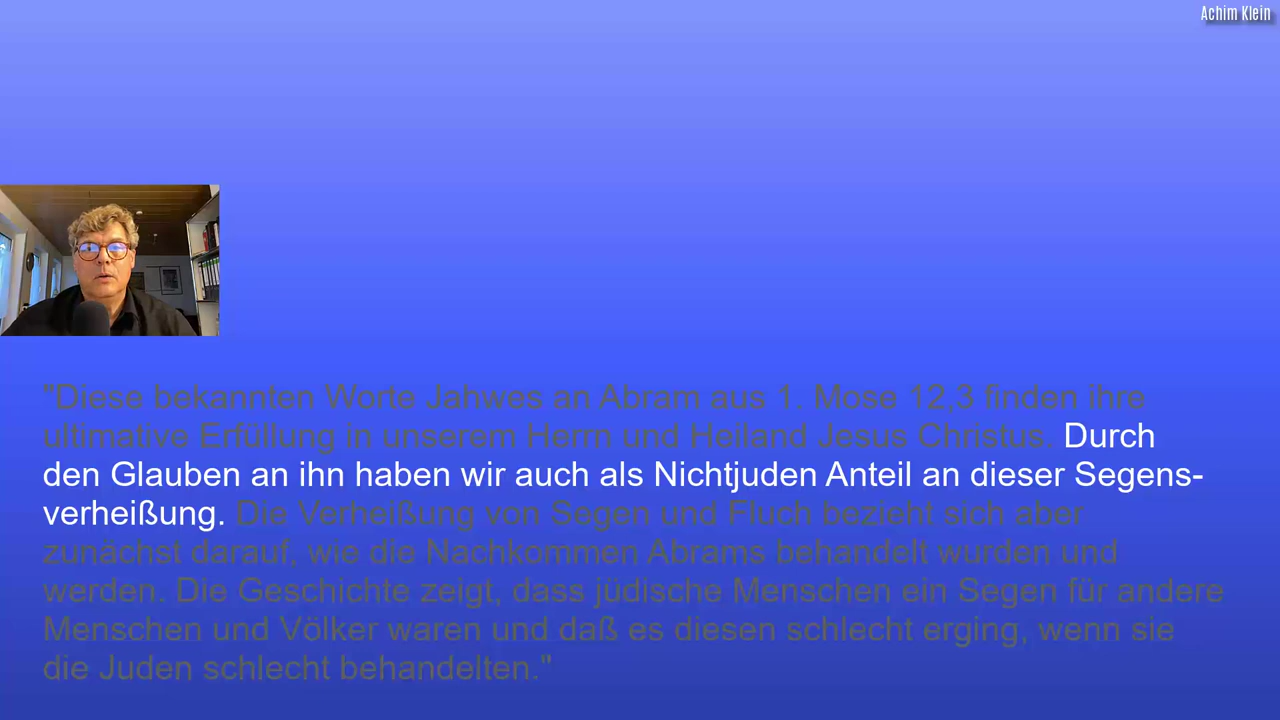 Achim Klein
"Diese bekannten Worte Jahwes an Abram aus 1. Mose 12,3 finden ihre
ultimative Erfüllung in unserem Herrn und Heiland Jesus Christus. Durch
den Glauben an ihn haben wir auch als Nichtjuden Anteil an dieser Segens-
verheißung. Die Verheißung von Segen und Fluch bezieht sich aber
zunächst darauf, wie die Nachkommen Abrams behandelt wurden und
werden. Die Geschichte zeigt, dass jüdische Menschen ein Segen für andere
Menschen und Völker waren und daß es diesen schlecht erging, wenn sie
die Juden schlecht behandelten."